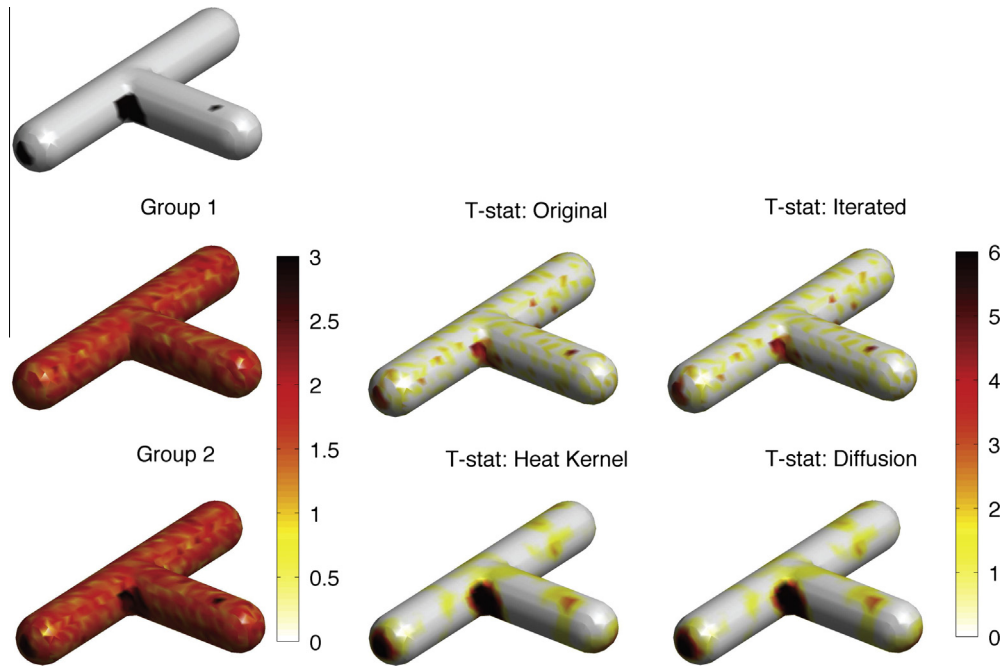 Group 1
T-stat: Original
T-stat: Iterated
3
2.5
2
1.5
1
0.5
0
6
5
4
3
2
1
0
Group 2
T-stat: Heat Kernel
T-stat: Diffusion